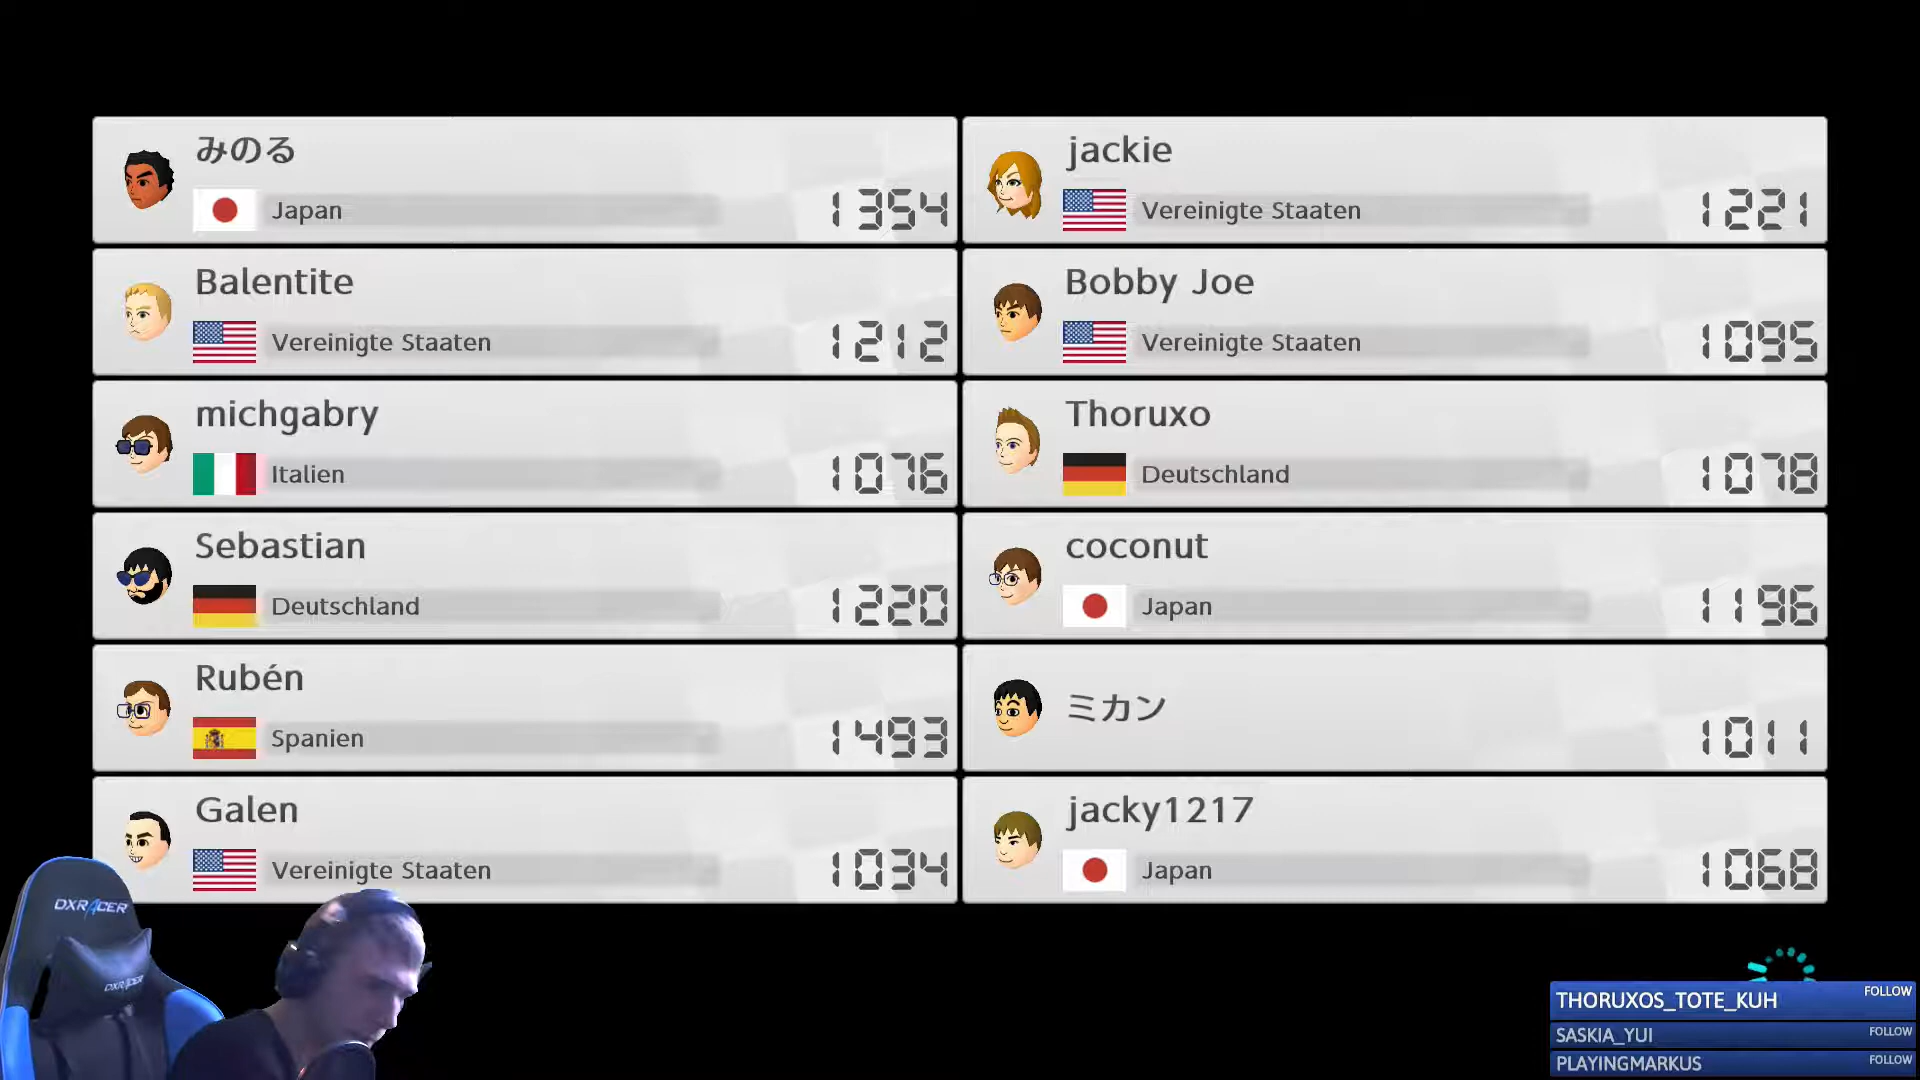 みのる
Japan
1354
jackie
Vereinigte Staaten
1221
Balentite
Vereinigte Staaten
1212
Bobby Joe
Vereinigte Staaten
1095
michgabry
Italien
1076
Thoruxo
Deutschland
1078
Sebastian
Deutschland
1220
coconut
Japan
1196
Rubén
Spanien
1493
ミカン
1011
Galen
Vereinigte Staaten
1034
jacky1217
Japan
1068
DXRACER
DXRACER
THORUXOS_TOTE_KUH FOLLOW
SASKIA_YUI FOLLOW
PLAYINGMARKUS FOLLOW